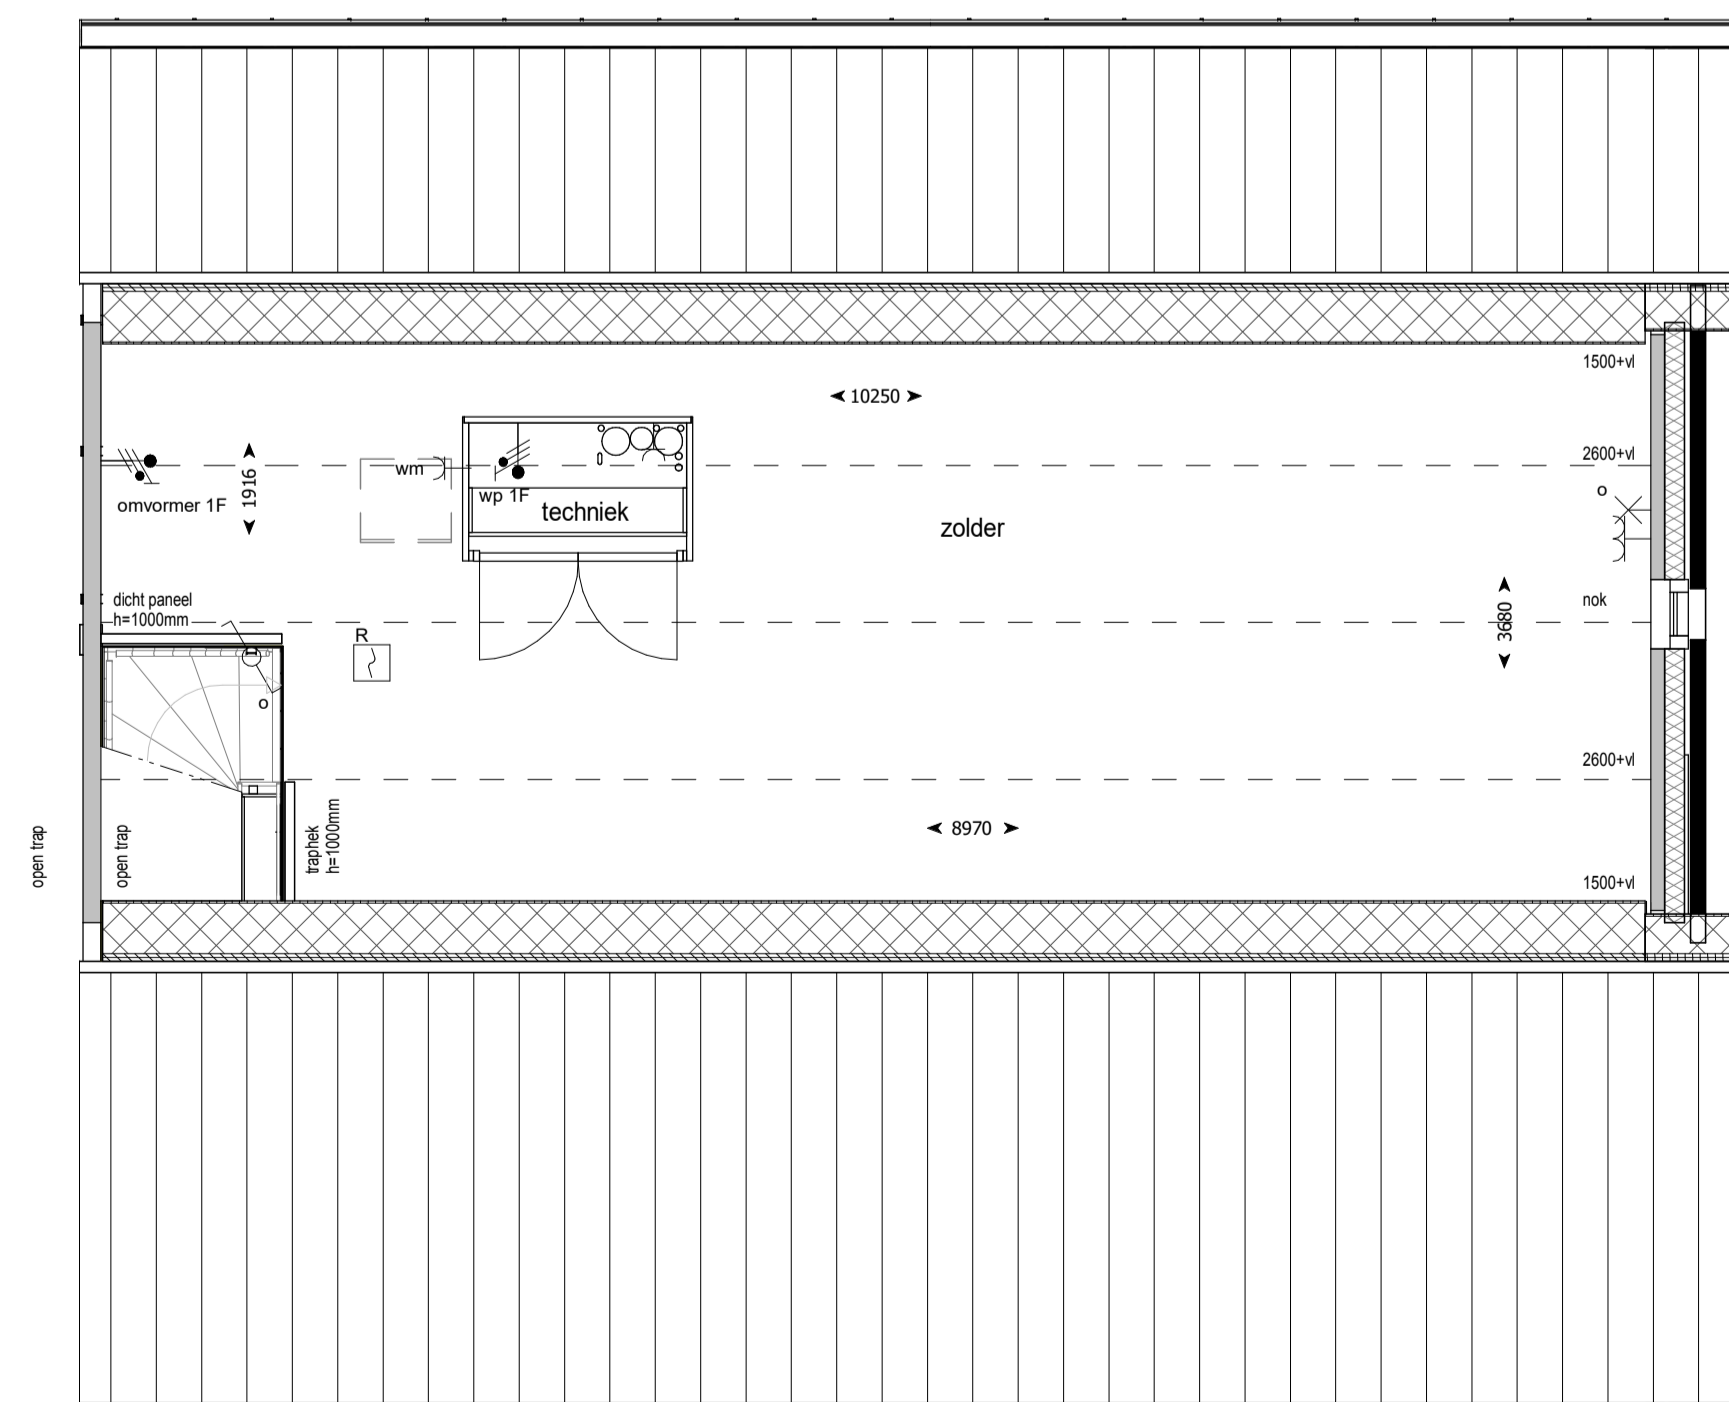 1500+vl
10250
2600+vl
wm
1916
o
wp 1F
omvormer 1F
techniek
zolder
dicht paneel
h=1000mm
nok
3680
R
o
2600+vl
open trap
open trap
traphek
h=1000mm
8970
1500+vl